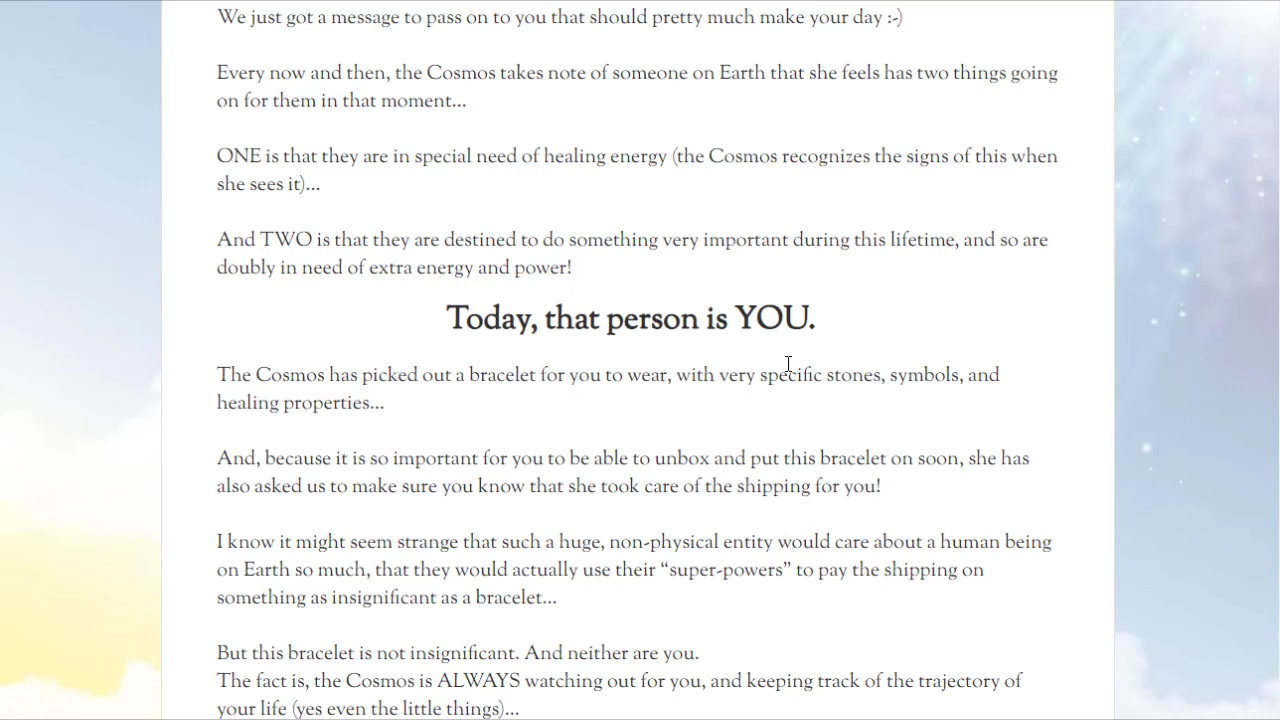 We just got a message to pass on to you that should pretty much make your day :-)
Every now and then, the Cosmos takes note of someone on Earth that she feels has two things going
on for them in that moment...
ONE is that they are in special need of healing energy (the Cosmos recognizes the signs of this when
she sees it)...
And TWO is that they are destined to do something very important during this lifetime, and so are
doubly in need of extra energy and power!
Today, that person is YOU.
The Cosmos has picked out a bracelet for you to wear, with very specific stones, symbols, and
healing properties...
And, because it is so important for you to be able to unbox and put this bracelet on soon, she has
also asked us to make sure you know that she took care of the shipping for you!
I know it might seem strange that such a huge, non-physical entity would care about a human being
on Earth so much, that they would actually use their “super-powers” to pay the shipping on
something as insignificant as a bracelet...
But this bracelet is not insignificant. And neither are you.
The fact is, the Cosmos is ALWAYS watching out for you, and keeping track of the trajectory of
your life (yes even the little things)...